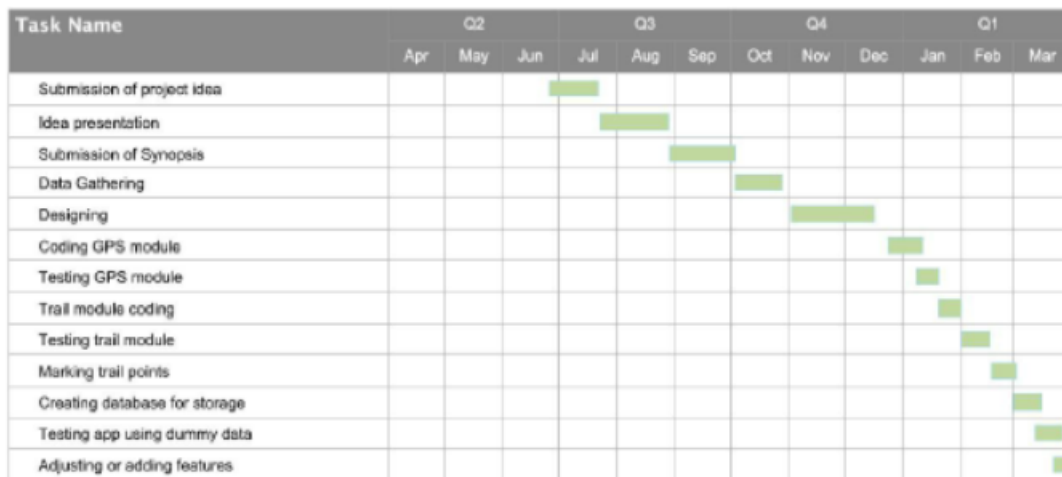 Task Name Q2 Q3 Q4 Q1
Apr May Jun Jul Aug Sep Oct Nov Dec Jan Feb Mar
Submission of project idea
Idea presentation
Submission of Synopsis
Data Gathering
Designing
Coding GPS module
Testing GPS module
Trail module coding
Testing trail module
Marking trail points
Creating database for storage
Testing app using dummy data
Adjusting or adding features